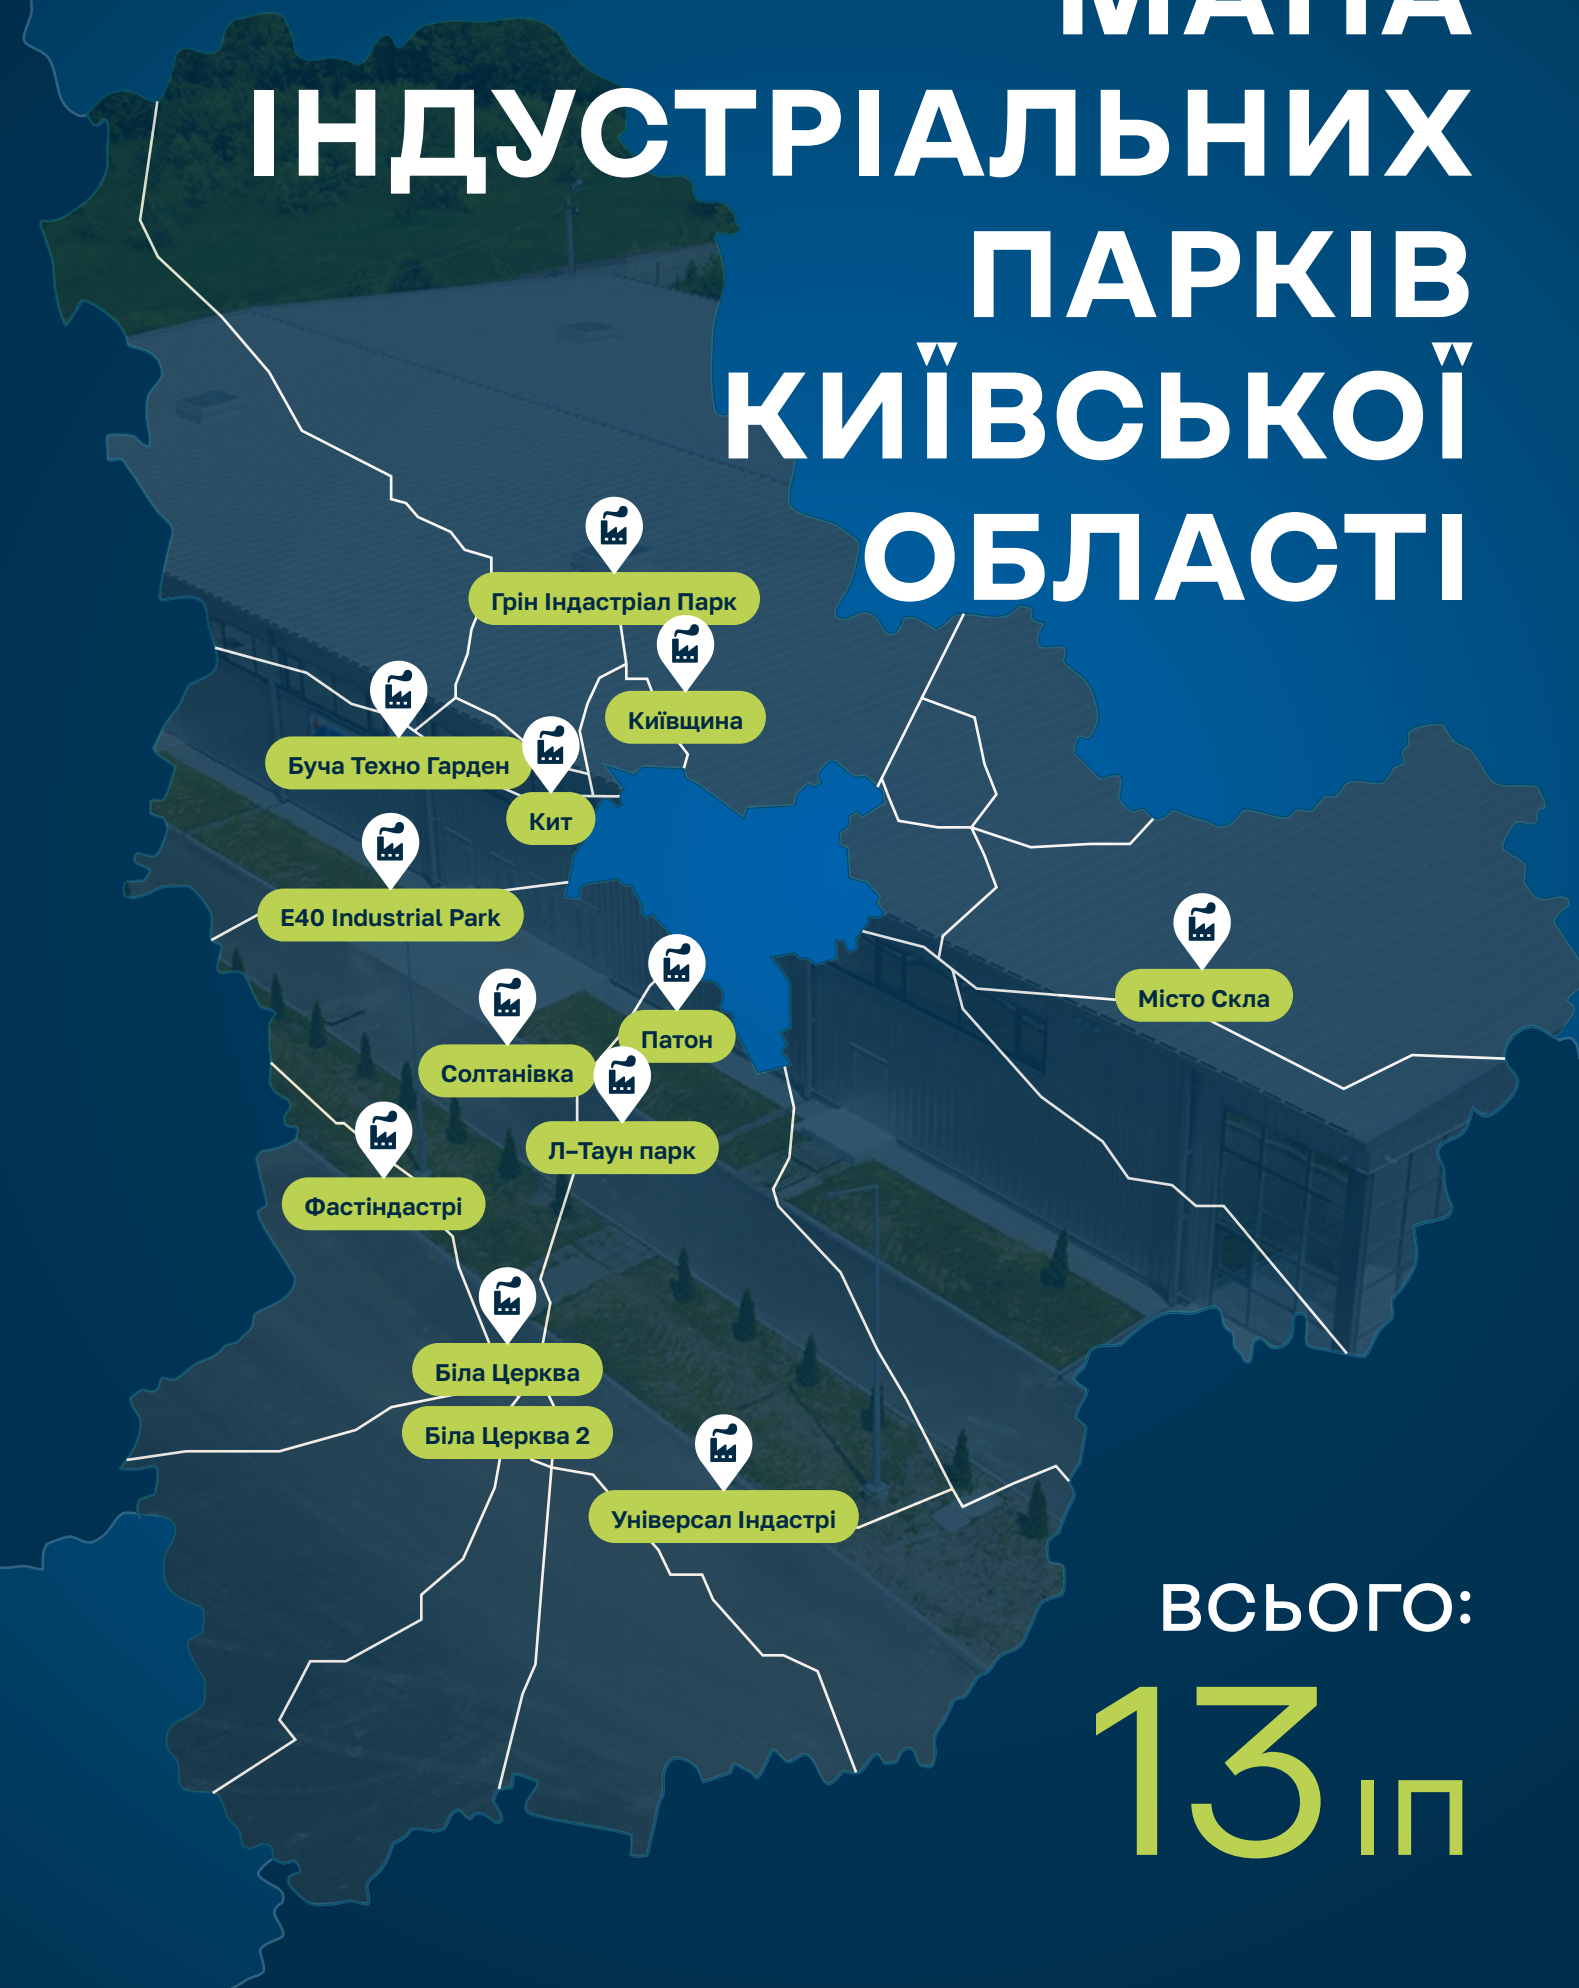 МАПА
ІНДУСТРІАЛЬНИХ
ПАРКІВ
КИЇВСЬКОЇ
ОБЛАСТІ
Грін Індастріал Парк
Київщина
Буча Техно Гарден
Кит
E40 Industrial Park
Місто Скла
Патон
Солтанівка
Л–Таун парк
Фастіндастрі
Біла Церква
Біла Церква 2
Універсал Індастрі
ВСЬОГО:
13 ІП